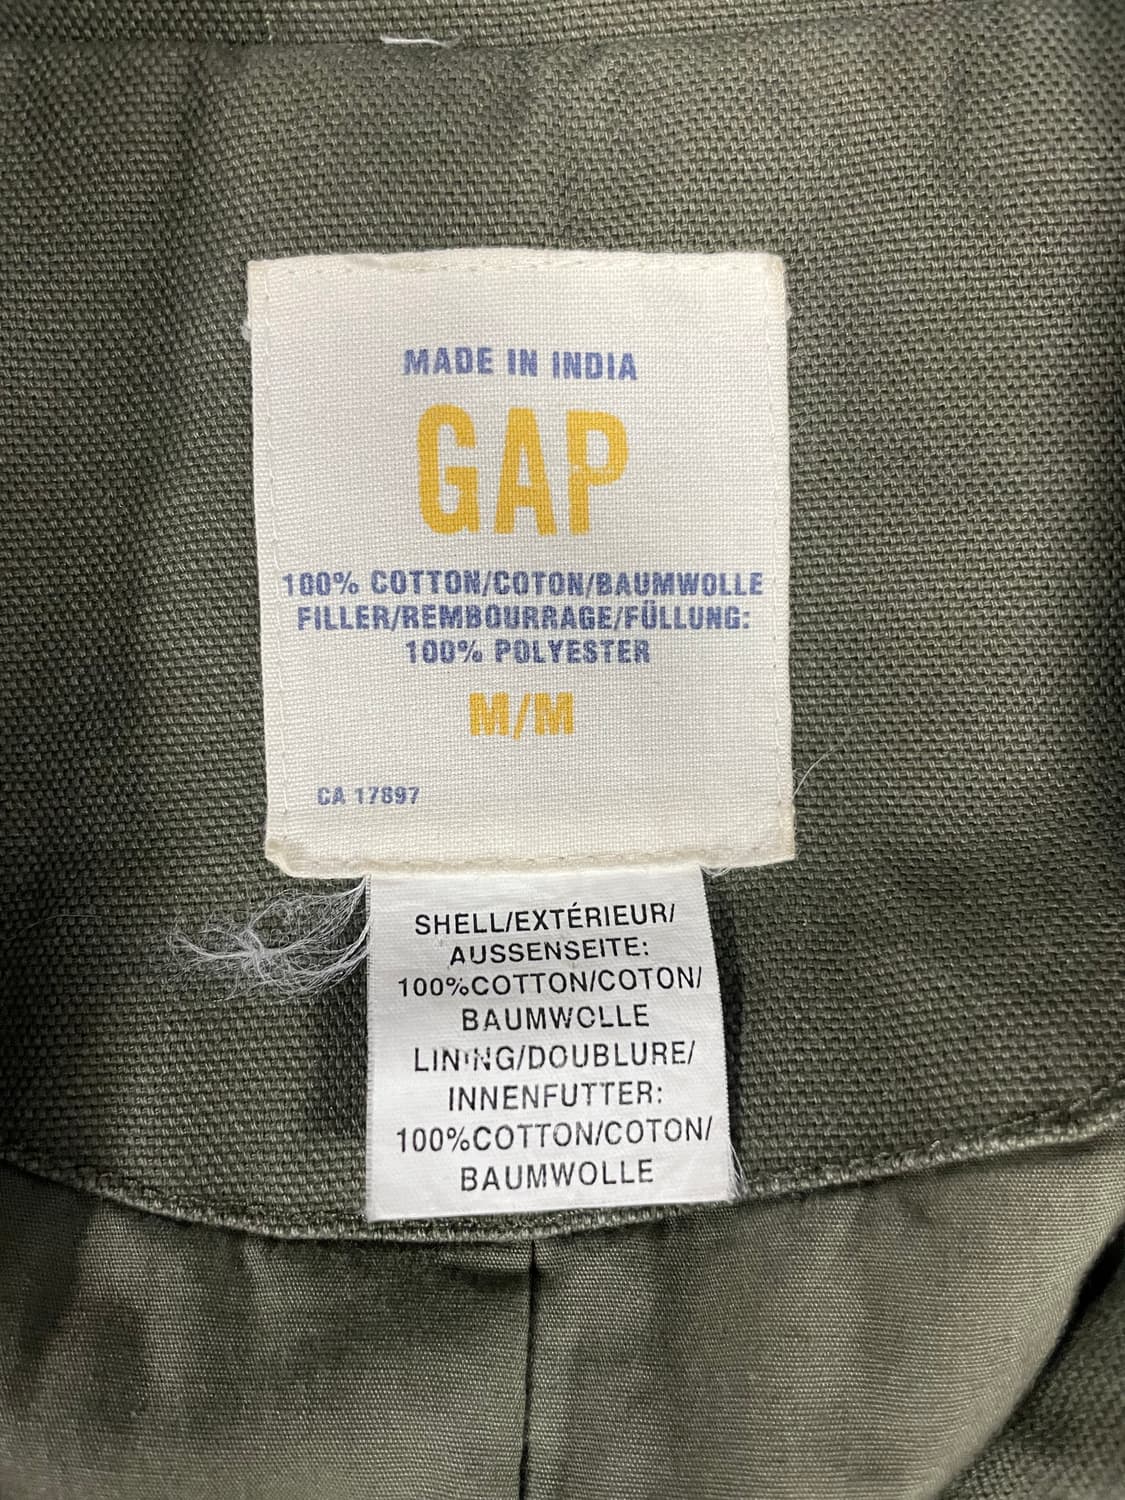 MADE IN INDIA
GAP
100% COTTON/COTON/BAUMWOLLE
FILLER/REMBOURRAGE/FÜLLUNG:
100% POLYESTER
M/M
CA 17897
SHELL/EXTÉRIEUR/
AUSSENSEITE:
100%COTTON/COTON/
BAUMWOLLE
LINING/DOUBLURE/
INNENFUTTER:
100%COTTON/COTON/
BAUMWOLLE